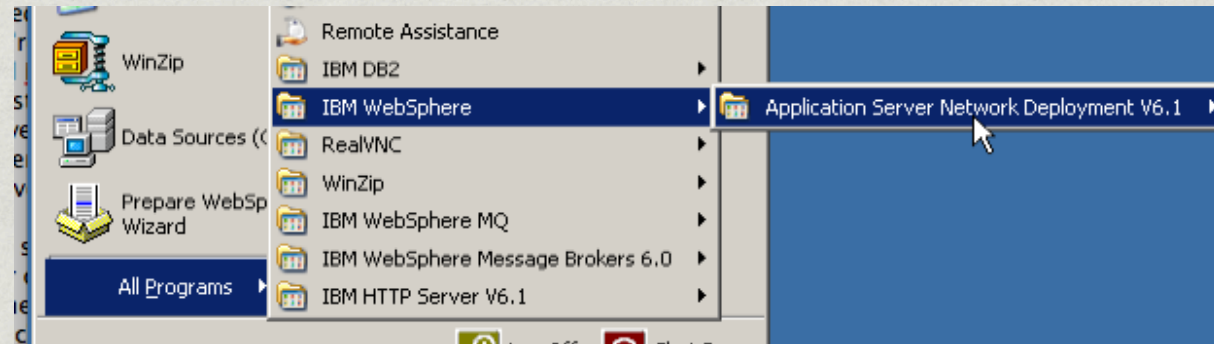 WinZip
Data Sources (
Prepare WebSp
Wizard
All Programs
Remote Assistance
IBM DB2
IBM WebSphere
RealVNC
WinZip
IBM WebSphere MQ
IBM WebSphere Message Brokers 6.0
IBM HTTP Server V6.1
Application Server Network Deployment V6.1